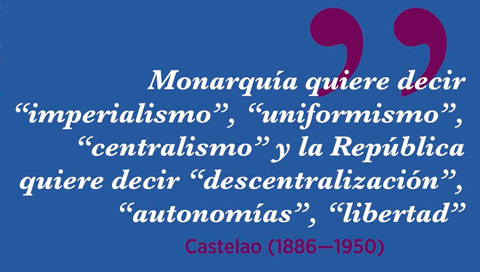 ”
Monarquía quiere decir
“imperialismo”, “uniformismo”,
“centralismo” y la República
quiere decir “descentralización”,
“autonomías”, “libertad”
Castelao (1886—1950)